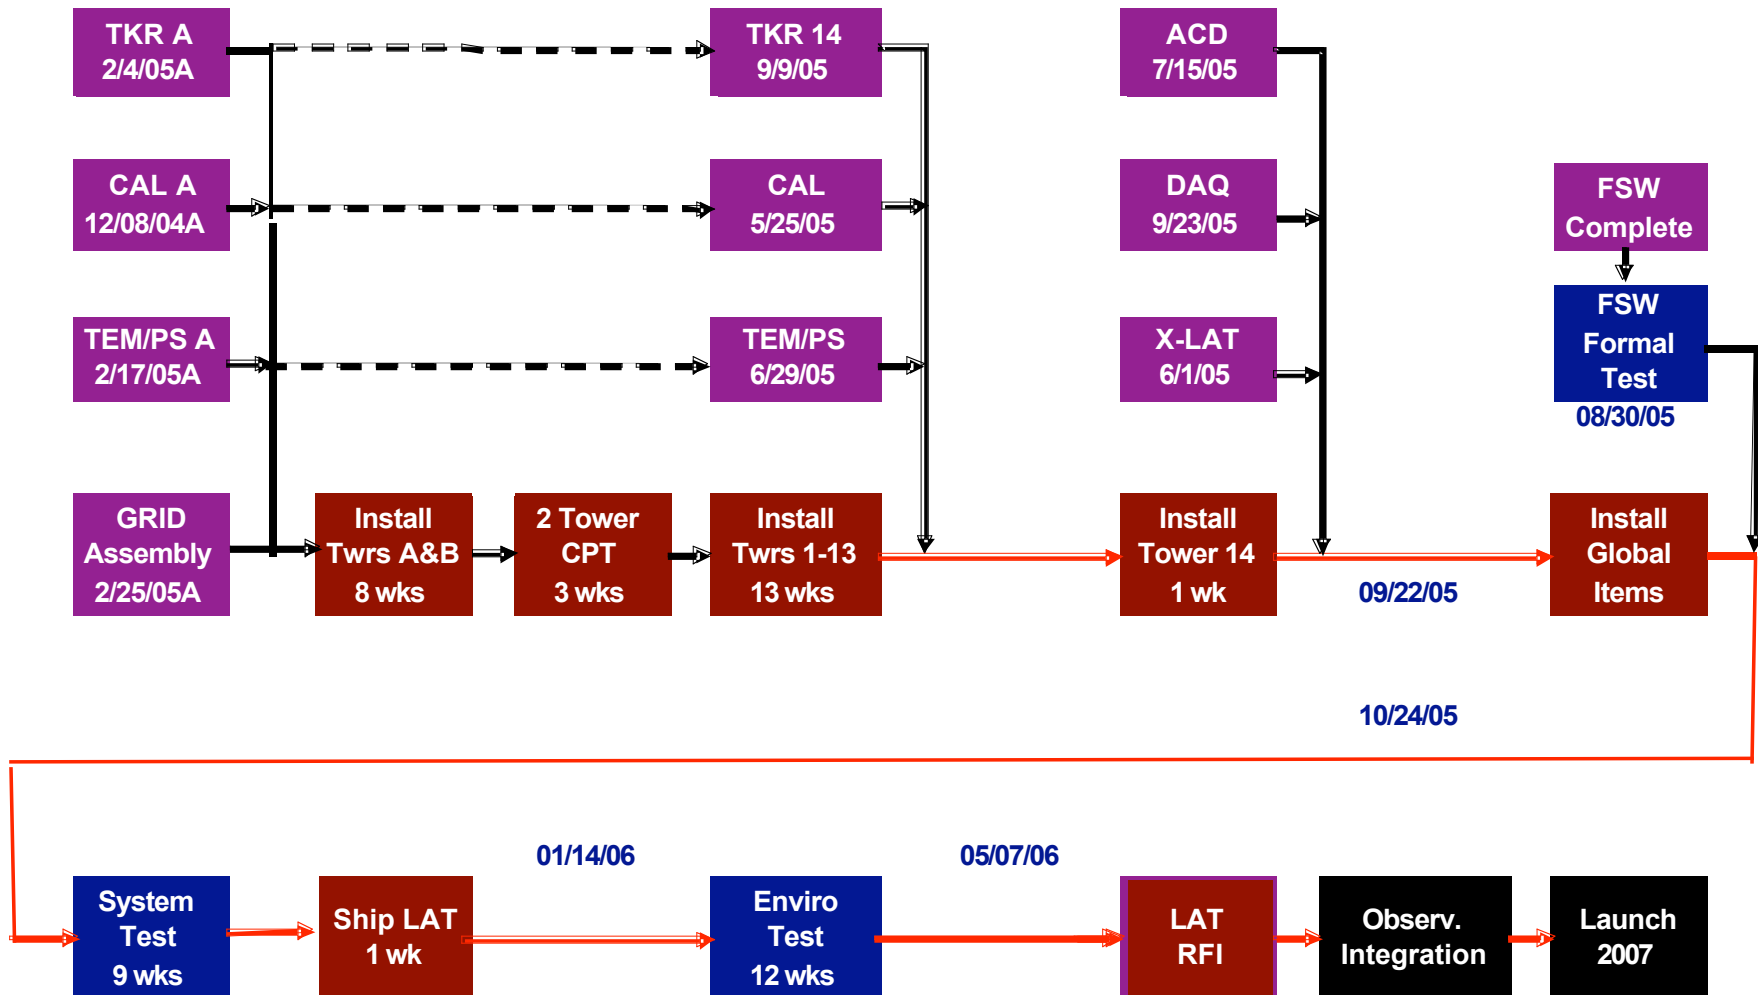 TKR A
2/4/05A
TKR 14
9/9/05
ACD
7/15/05
CAL A
12/08/04A
CAL
5/25/05
DAQ
9/23/05
FSW
Complete
TEM/PS A
2/17/05A
TEM/PS
6/29/05
X-LAT
6/1/05
FSW
Formal
Test
08/30/05
GRID
Assembly
2/25/05A
Install
Twrs A&B
8 wks
2 Tower
CPT
3 wks
Install
Twrs 1-13
13 wks
Install
Tower 14
1 wk
09/22/05
Install
Global
Items
10/24/05
01/14/06
05/07/06
System
Test
9 wks
Ship LAT
1 wk
Enviro
Test
12 wks
LAT
RFI
Observ.
Integration
Launch
2007